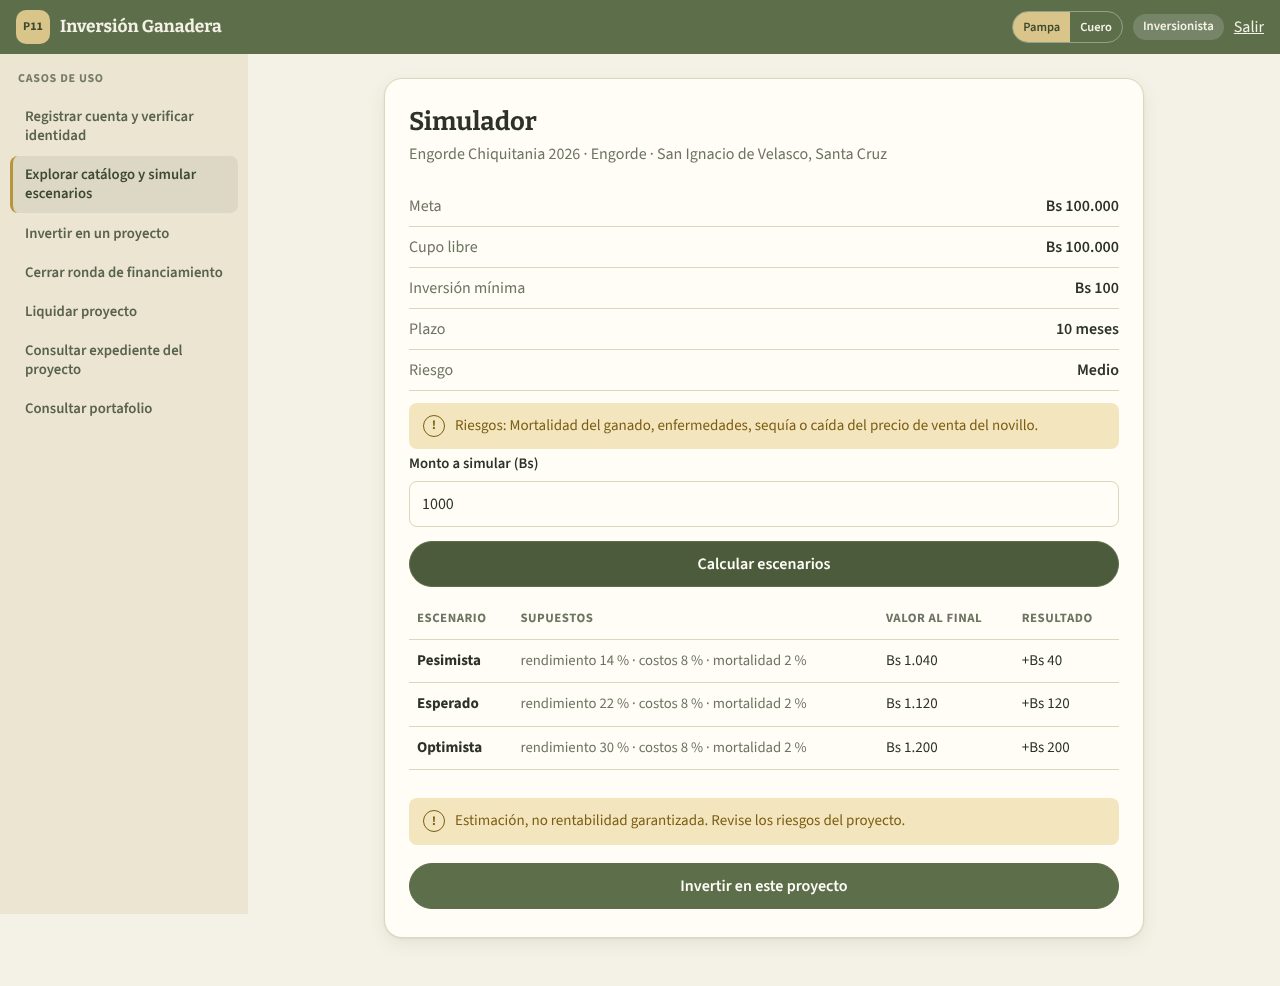 P11 Inversión Ganadera
Pampa Cuero Inversionista Salir
CASOS DE USO
Registrar cuenta y verificar
identidad
Explorar catálogo y simular
escenarios
Invertir en un proyecto
Cerrar ronda de financiamiento
Liquidar proyecto
Consultar expediente del
proyecto
Consultar portafolio
Simulador
Engorde Chiquitania 2026 · Engorde · San Ignacio de Velasco, Santa Cruz
Meta Bs 100.000
Cupo libre Bs 100.000
Inversión mínima Bs 100
Plazo 10 meses
Riesgo Medio
! Riesgos: Mortalidad del ganado, enfermedades, sequía o caída del precio de venta del novillo.
Monto a simular (Bs)
1000
Calcular escenarios
ESCENARIO SUPUESTOS VALOR AL FINAL RESULTADO
Pesimista rendimiento 14 % · costos 8 % · mortalidad 2 % Bs 1.040 +Bs 40
Esperado rendimiento 22 % · costos 8 % · mortalidad 2 % Bs 1.120 +Bs 120
Optimista rendimiento 30 % · costos 8 % · mortalidad 2 % Bs 1.200 +Bs 200
! Estimación, no rentabilidad garantizada. Revise los riesgos del proyecto.
Invertir en este proyecto